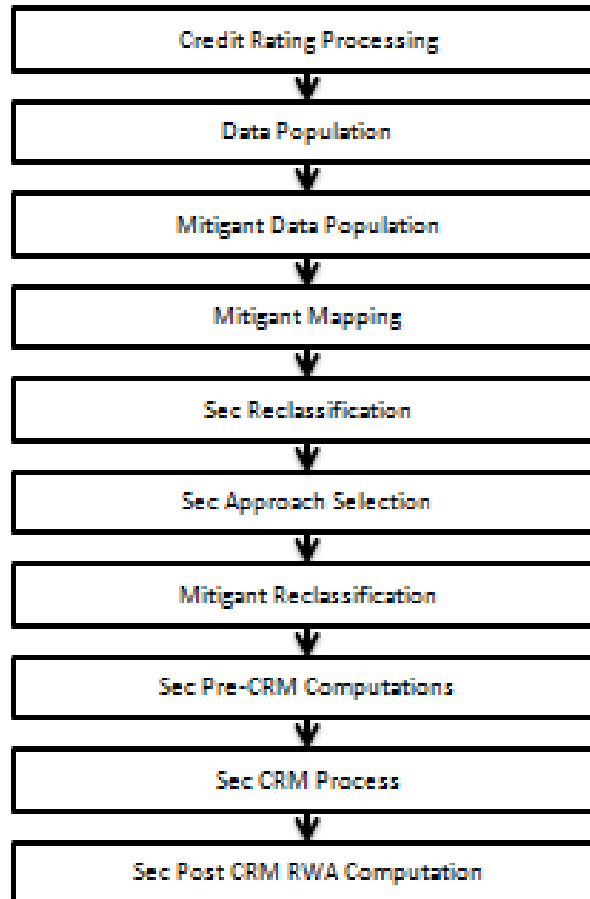 Credit Rating Processing
Data Population
Mitigant Data Population
Mitigant Mapping
Sec Reclassification
Sec Approach Selection
Mitigant Reclassification
Sec Pre-CRM Computations
Sec CRM Process
Sec Post CRM RWA Computation